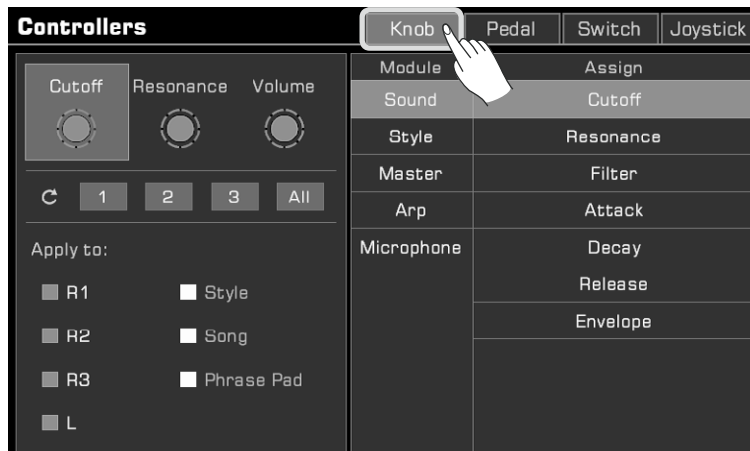 Controllers
Knob Pedal Switch Joystick
Cutoff Resonance Volume
1 2 3 All
Apply to:
R1 Style
R2 Song
R3 Phrase Pad
L
Module Assign
Sound Cutoff
Style Resonance
Master Filter
Arp Attack
Microphone Decay
Release
Envelope